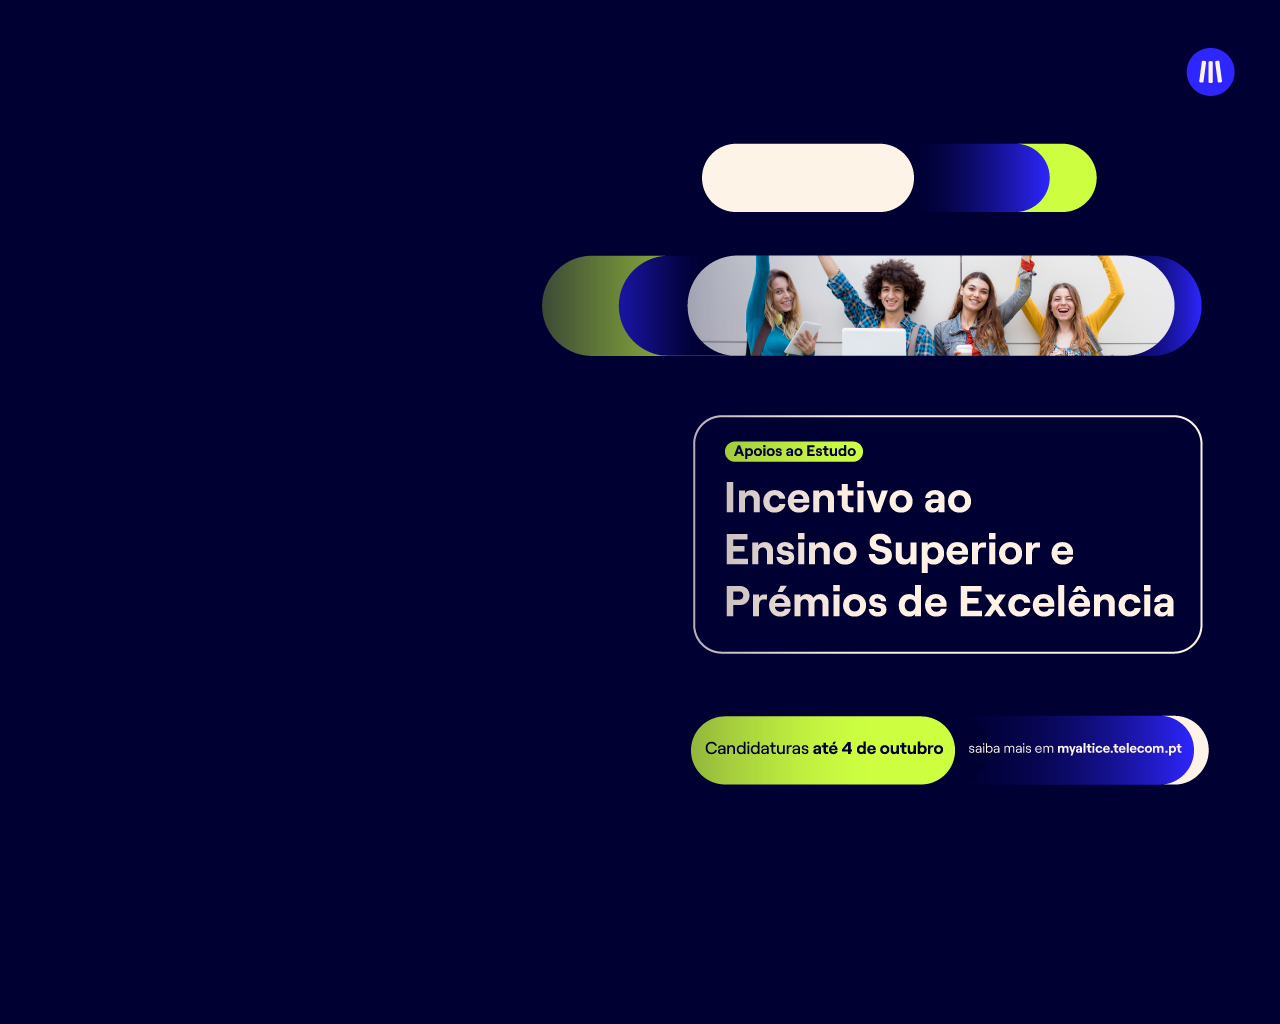 Apoios ao Estudo
Incentivo ao
Ensino Superior e
Prémios de Excelência
Candidaturas até 4 de outubro
saiba mais em myaltice.telecom.pt